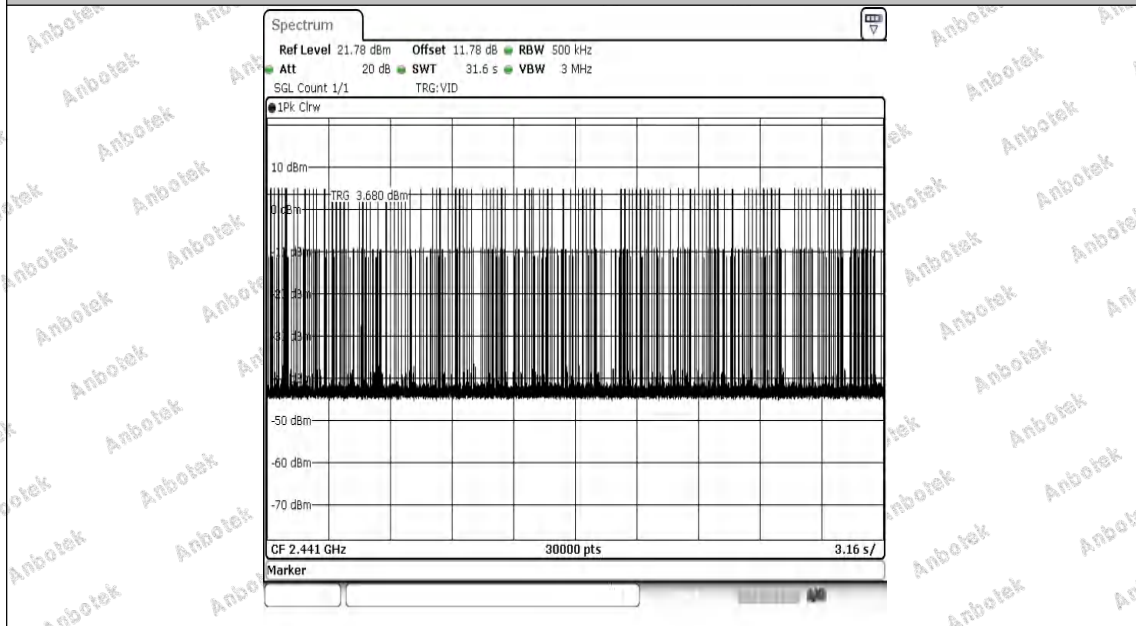 Spectrum
Ref Level 21.78 dBm Offset 11.78 dB RBW 500 kHz
Att 20 dB SWT 31.6 s VBW 3 MHz
SGL Count 1/1 TRG:VID
1Pk Clrw
10 dBm
TRG 3.680 dBm
0 dBm
-50 dBm
-60 dBm
-70 dBm
CF 2.441 GHz 30000 pts 3.16 s/
Marker
Anbotek